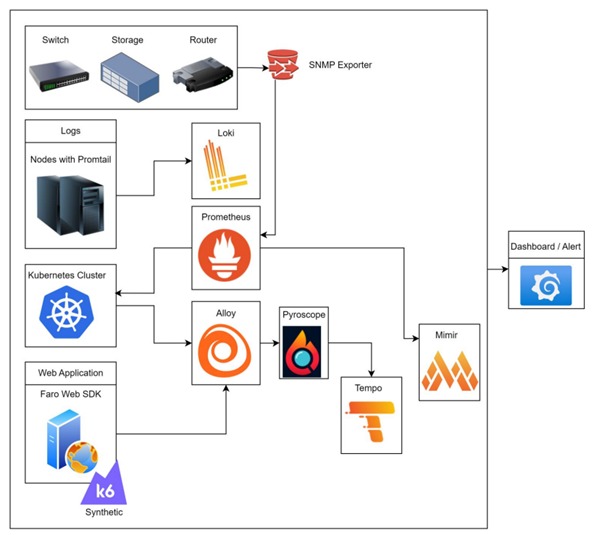 Switch
Storage
Router
SNMP Exporter
Logs
Nodes with Promtail
Loki
Prometheus
Dashboard / Alert
Kubernetes Cluster
Alloy
Pyroscope
Mimir
Web Application
Faro Web SDK
Tempo
k6
Synthetic